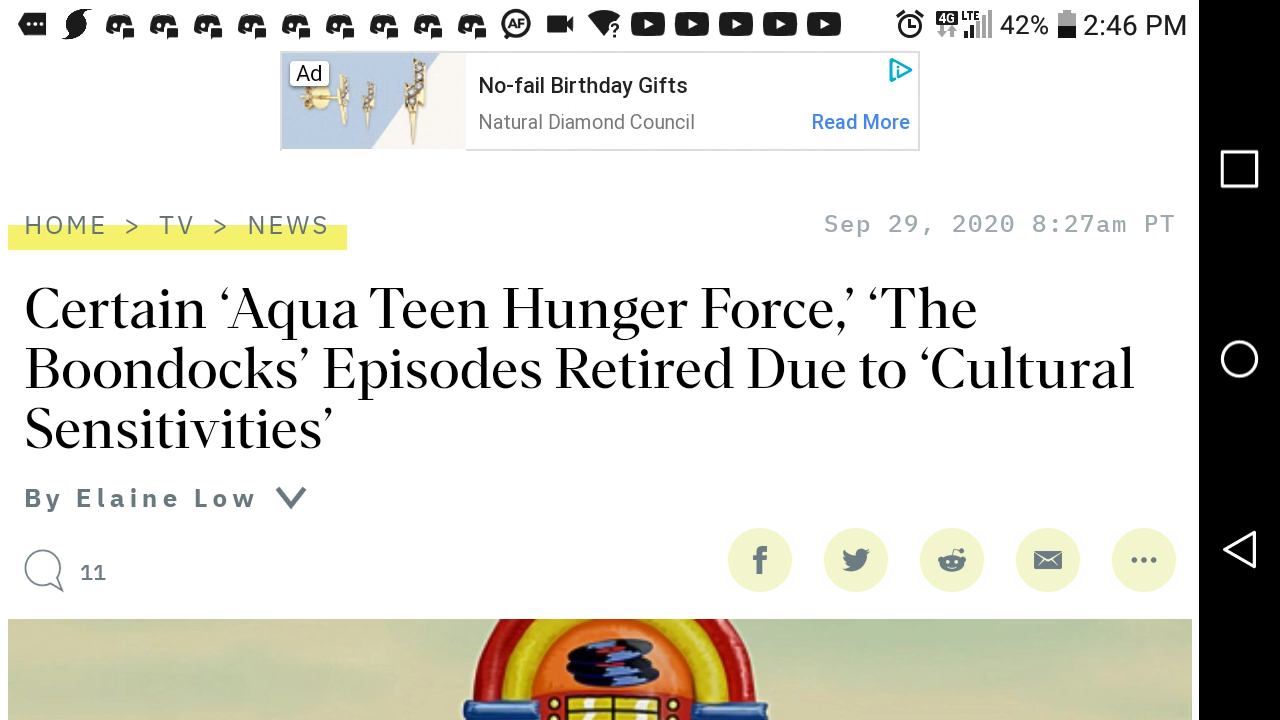 AF ? 4G LTE 42% 2:46 PM
Ad
No-fail Birthday Gifts
Natural Diamond Council Read More
HOME > TV > NEWS Sep 29, 2020 8:27am PT
Certain ‘Aqua Teen Hunger Force,’ ‘The
Boondocks’ Episodes Retired Due to ‘Cultural
Sensitivities’
By Elaine Low
11